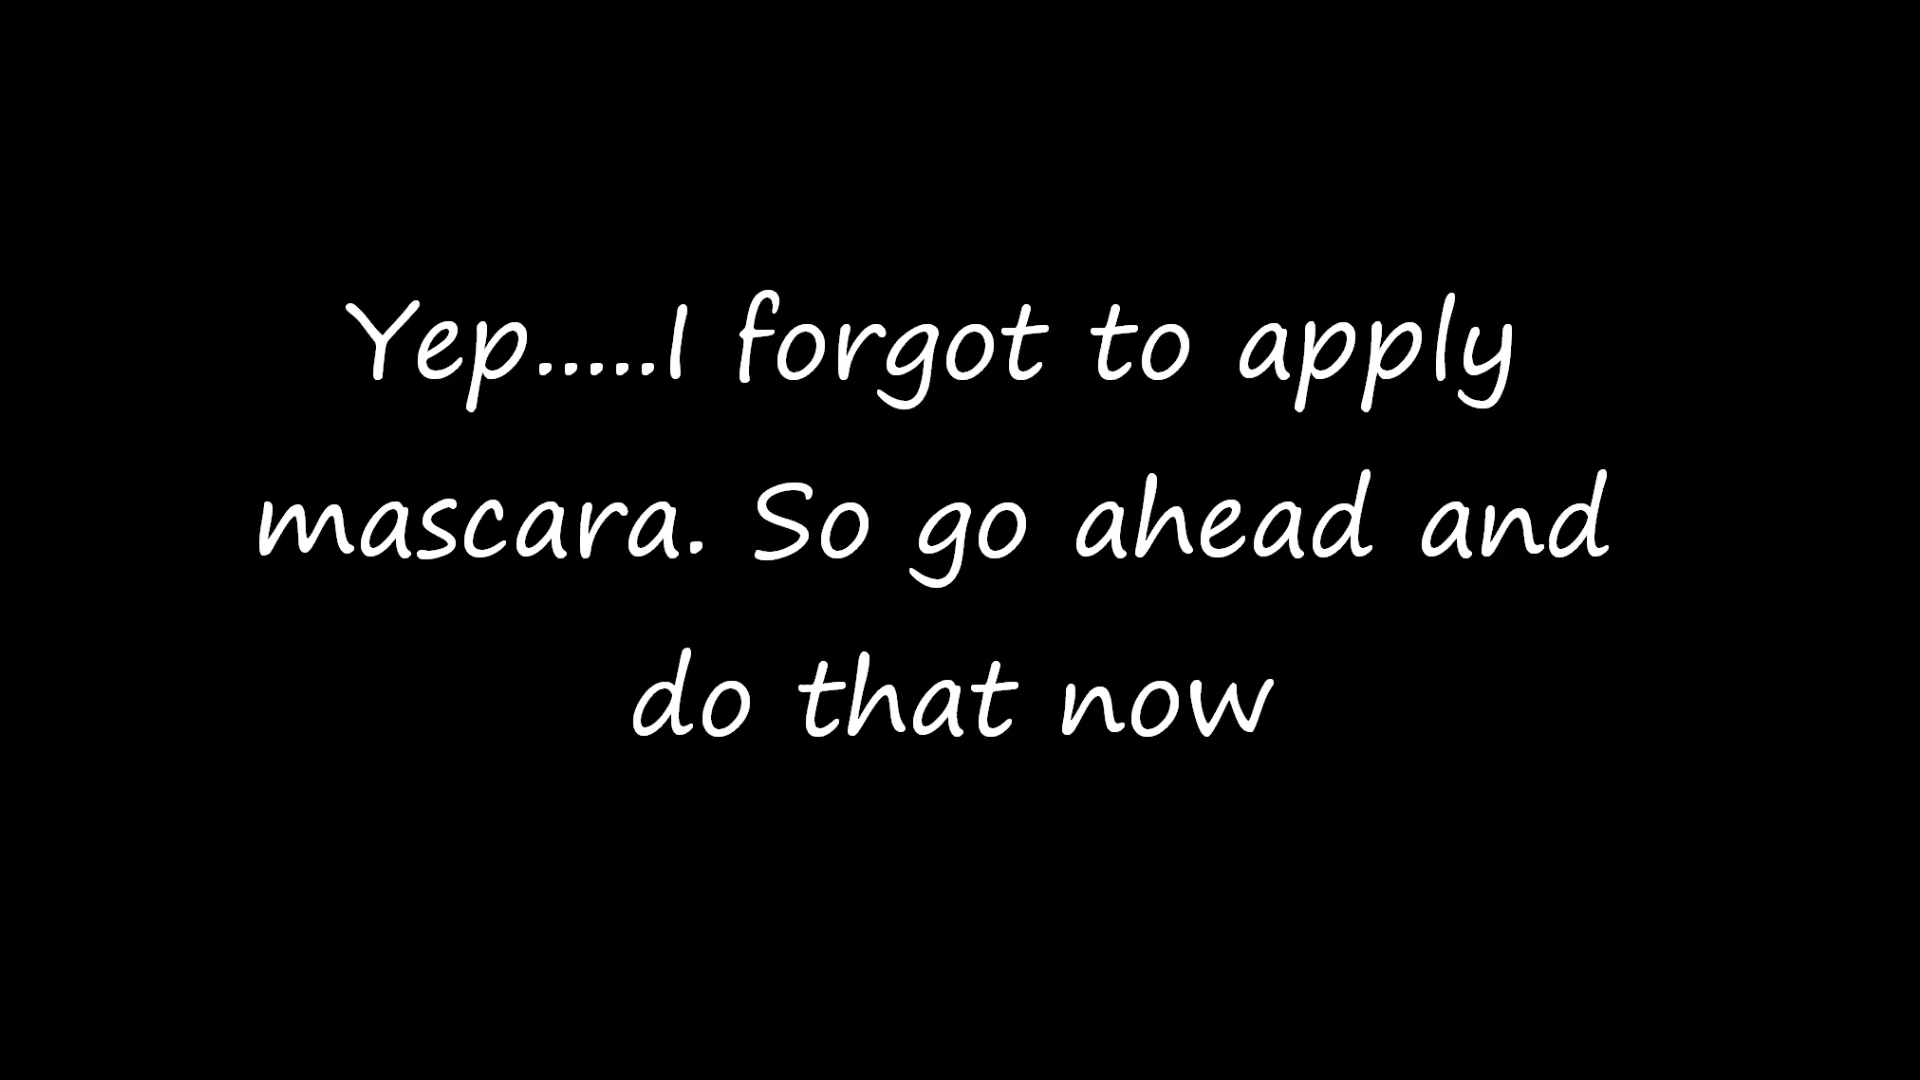 Yep.....I forgot to apply
mascara. So go ahead and
do that now